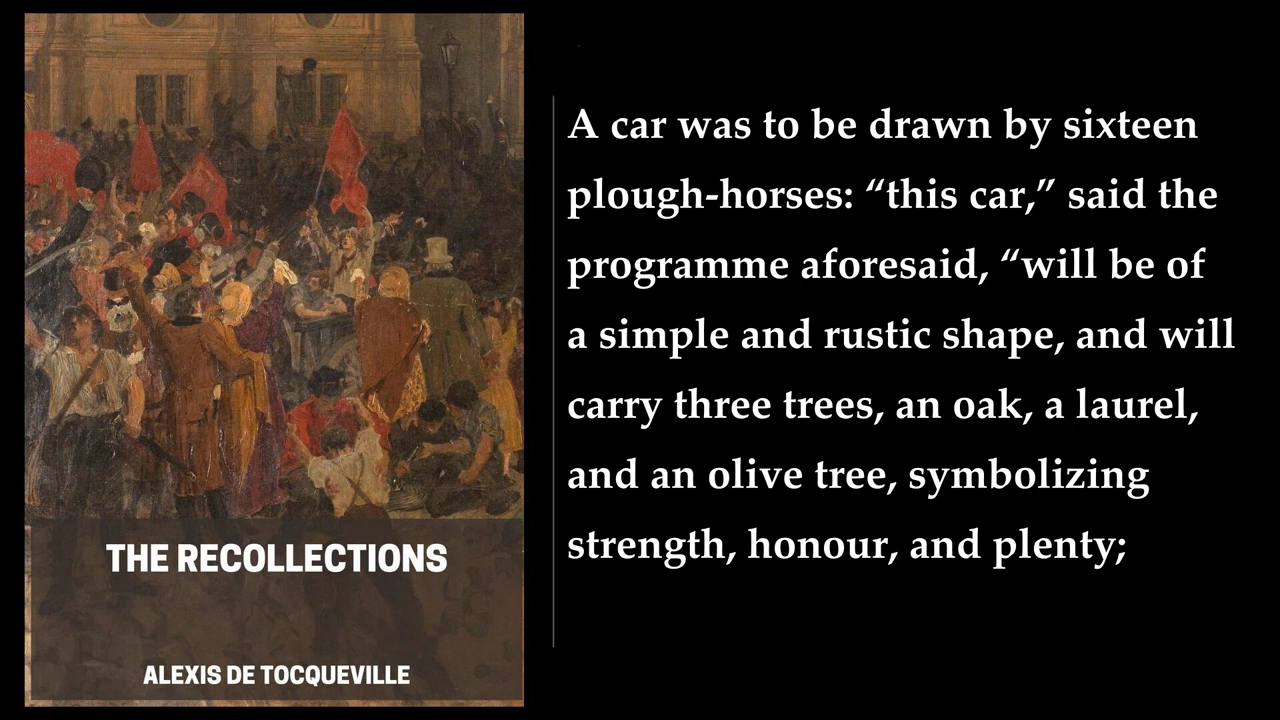 THE RECOLLECTIONS
ALEXIS DE TOCQUEVILLE
A car was to be drawn by sixteen
plough-horses: “this car,” said the
programme aforesaid, “will be of
a simple and rustic shape, and will
carry three trees, an oak, a laurel,
and an olive tree, symbolizing
strength, honour, and plenty;